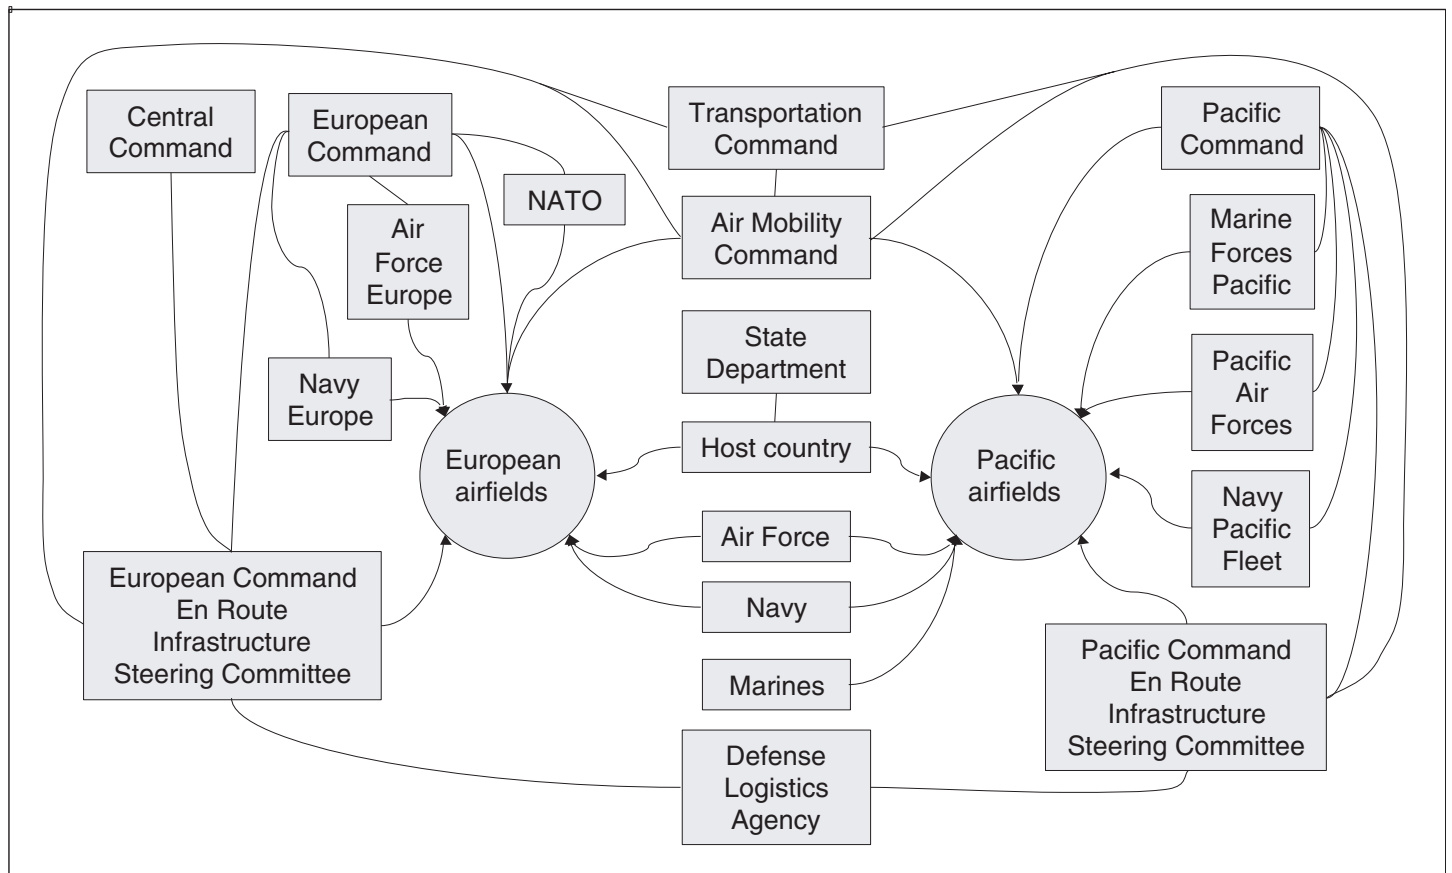 Central
Command
European
Command
NATO
Air
Force
Europe
Navy
Europe
Transportation
Command
Air Mobility
Command
State
Department
Host country
European
airfields
Pacific
airfields
Air Force
Navy
Marines
Defense
Logistics
Agency
Pacific
Command
Marine
Forces
Pacific
Pacific
Air
Forces
Navy
Pacific
Fleet
European Command
En Route
Infrastructure
Steering Committee
Pacific Command
En Route
Infrastructure
Steering Committee